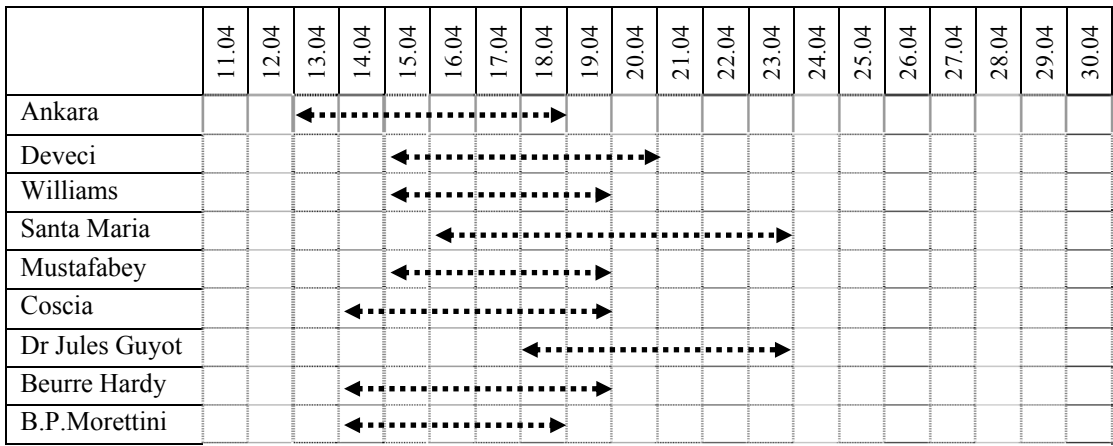 11.04 12.04 13.04 14.04 15.04 16.04 17.04 18.04 19.04 20.04 21.04 22.04 23.04 24.04 25.04 26.04 27.04 28.04 29.04 30.04
Ankara
Deveci
Williams
Santa Maria
Mustafabey
Coscia
Dr Jules Guyot
Beurre Hardy
B.P.Morettini